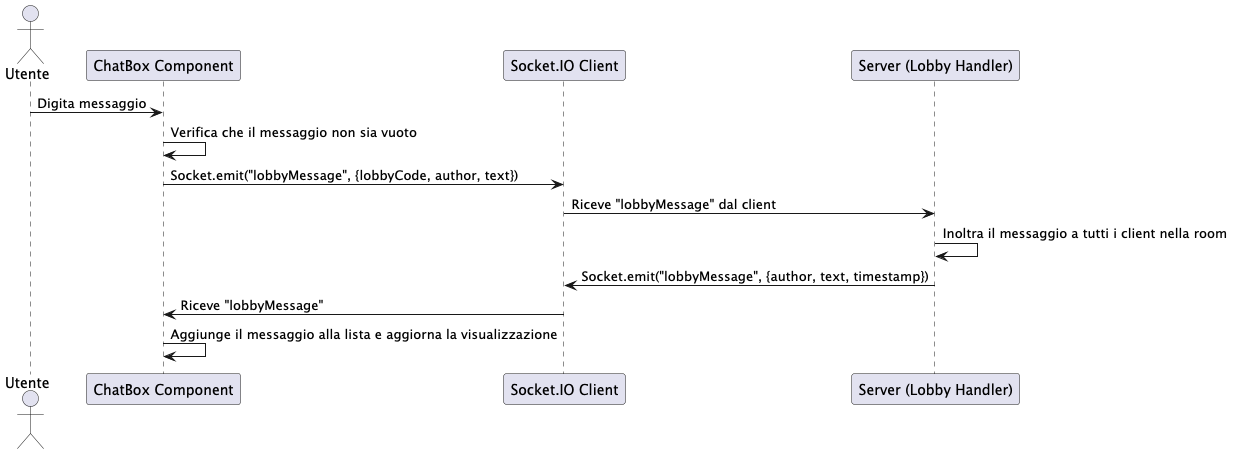 Utente
ChatBox Component
Socket.IO Client
Server (Lobby Handler)
Digita messaggio
Verifica che il messaggio non sia vuoto
Socket.emit("lobbyMessage", {lobbyCode, author, text})
Riceve "lobbyMessage" dal client
Inoltra il messaggio a tutti i client nella room
Socket.emit("lobbyMessage", {author, text, timestamp})
Riceve "lobbyMessage"
Aggiunge il messaggio alla lista e aggiorna la visualizzazione
Utente
ChatBox Component
Socket.IO Client
Server (Lobby Handler)